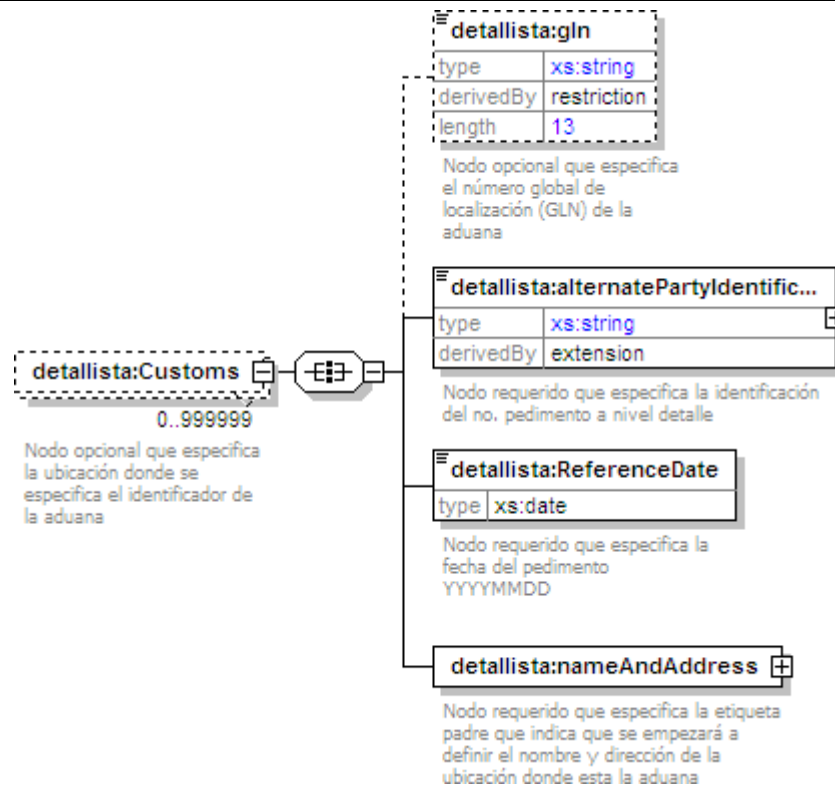 detallista:gln
type xs:string
derivedBy restriction
length 13
Nodo opcional que especifica
el número global de
localización (GLN) de la
aduana
detallista:alternatePartyIdentific...
type xs:string
derivedBy extension
Nodo requerido que especifica la identificación
del no. pedimento a nivel detalle
detallista:Customs
0..999999
Nodo opcional que especifica
la ubicación donde se
especifica el identificador de
la aduana
detallista:ReferenceDate
type xs:date
Nodo requerido que especifica la
fecha del pedimento
YYYYMMDD
detallista:nameAndAddress
Nodo requerido que especifica la etiqueta
padre que indica que se empezará a
definir el nombre y dirección de la
ubicación donde esta la aduana